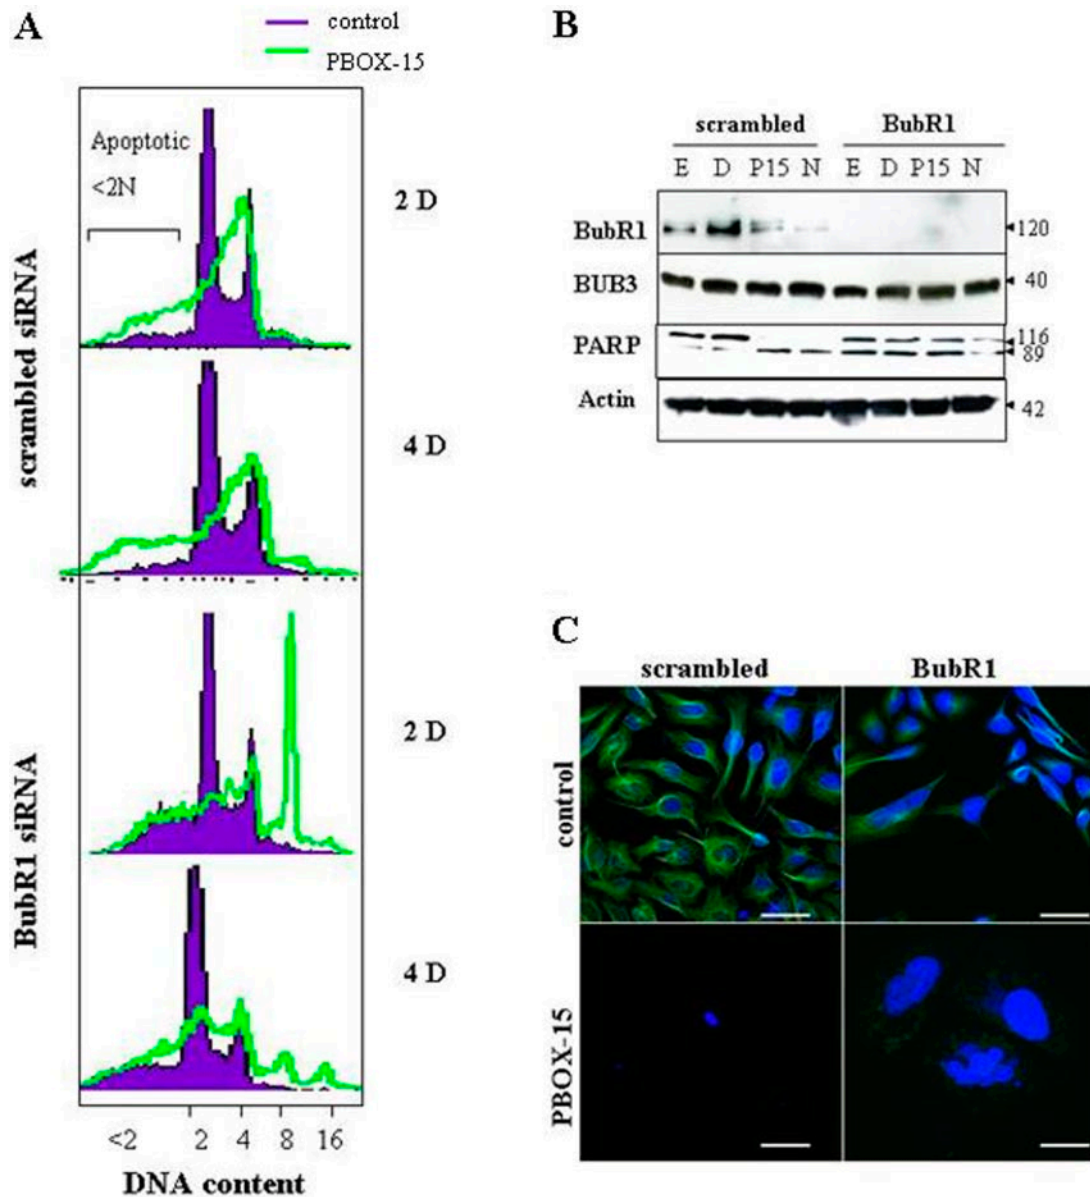 A
control
PBOX-15
Apoptotic
<2N
2 D
4 D
scrambled siRNA
2 D
4 D
BubR1 siRNA
<2 2 4 8 16
DNA content
B
scrambled BubR1
E D P15 N E D P15 N
BubR1 120
BUB3 40
PARP 116
89
Actin 42
C
scrambled BubR1
control
PBOX-15